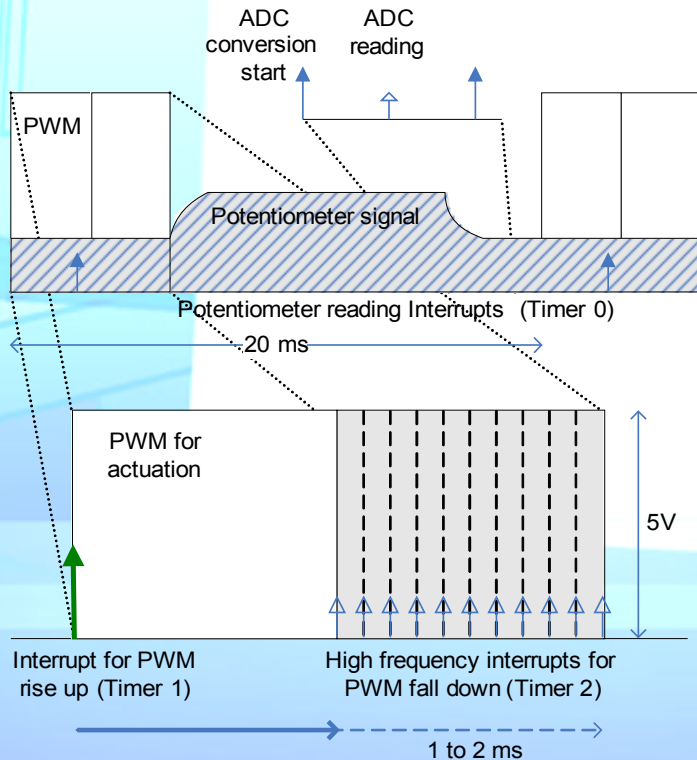 ADC
conversion
start
ADC
reading
PWM
Potentiometer signal
Potentiometer reading Interrupts (Timer 0)
20 ms
PWM for
actuation
5V
Interrupt for PWM
rise up (Timer 1)
High frequency interrupts for
PWM fall down (Timer 2)
1 to 2 ms